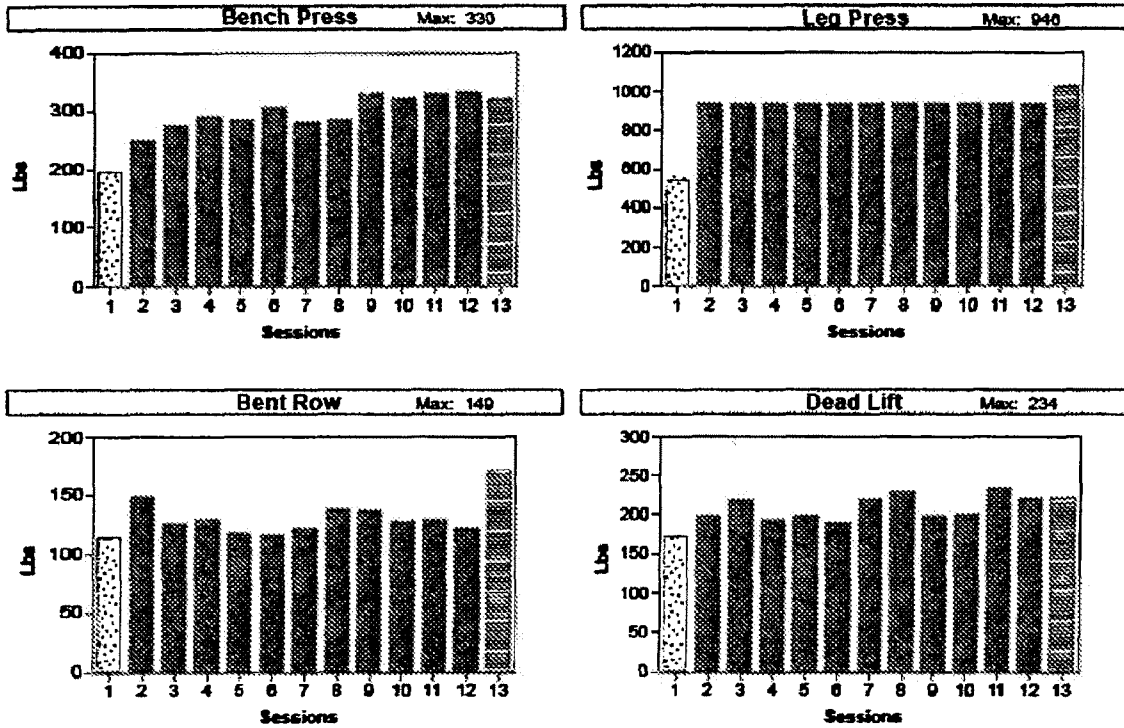 Bench Press Max: 330
400
300
200
100
0
Lbs
1 2 3 4 5 6 7 8 9 10 11 12 13
Sessions
Leg Press Max: 946
1200
1000
800
600
400
200
0
Lbs
1 2 3 4 5 6 7 8 9 10 11 12 13
Sessions
Bent Row Max: 149
200
150
100
50
0
Lbs
1 2 3 4 5 6 7 8 9 10 11 12 13
Sessions
Dead Lift Max: 234
300
250
200
150
100
50
0
Lbs
1 2 3 4 5 6 7 8 9 10 11 12 13
Sessions